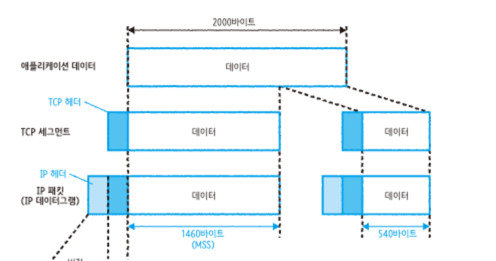 2000바이트
애플리케이션 데이터
데이터
TCP 헤더
TCP 세그먼트
데이터
데이터
IP 헤더
IP 패킷
(IP 데이터그램)
데이터
데이터
1460바이트
(MSS)
540바이트